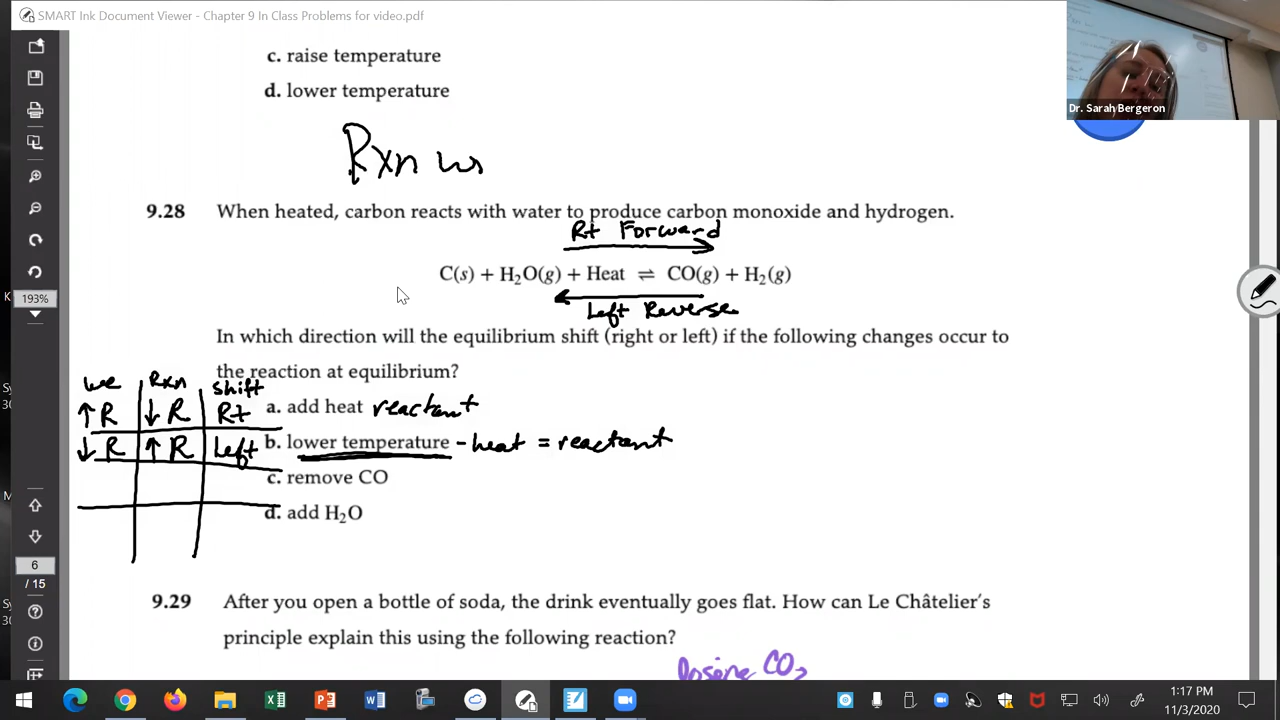 SMART Ink Document Viewer - Chapter 9 In Class Problems for video.pdf
Dr. Sarah Bergeron
c. raise temperature
d. lower temperature
Rxn
9.28 When heated, carbon reacts with water to produce carbon monoxide and hydrogen.
Rt Forward
C(s) + H₂O(g) + Heat ⇌ CO(g) + H₂(g)
Left Reverse
193%
In which direction will the equilibrium shift (right or left) if the following changes occur to
the reaction at equilibrium?
we Rxn shift
↑R ↓R Rt a. add heat reactant
↓R ↑R Left b. lower temperature - heat = reactant
c. remove CO
d. add H₂O
6
/ 15
9.29 After you open a bottle of soda, the drink eventually goes flat. How can Le Châtelier's
principle explain this using the following reaction?
losing CO₂
1:17 PM
11/3/2020